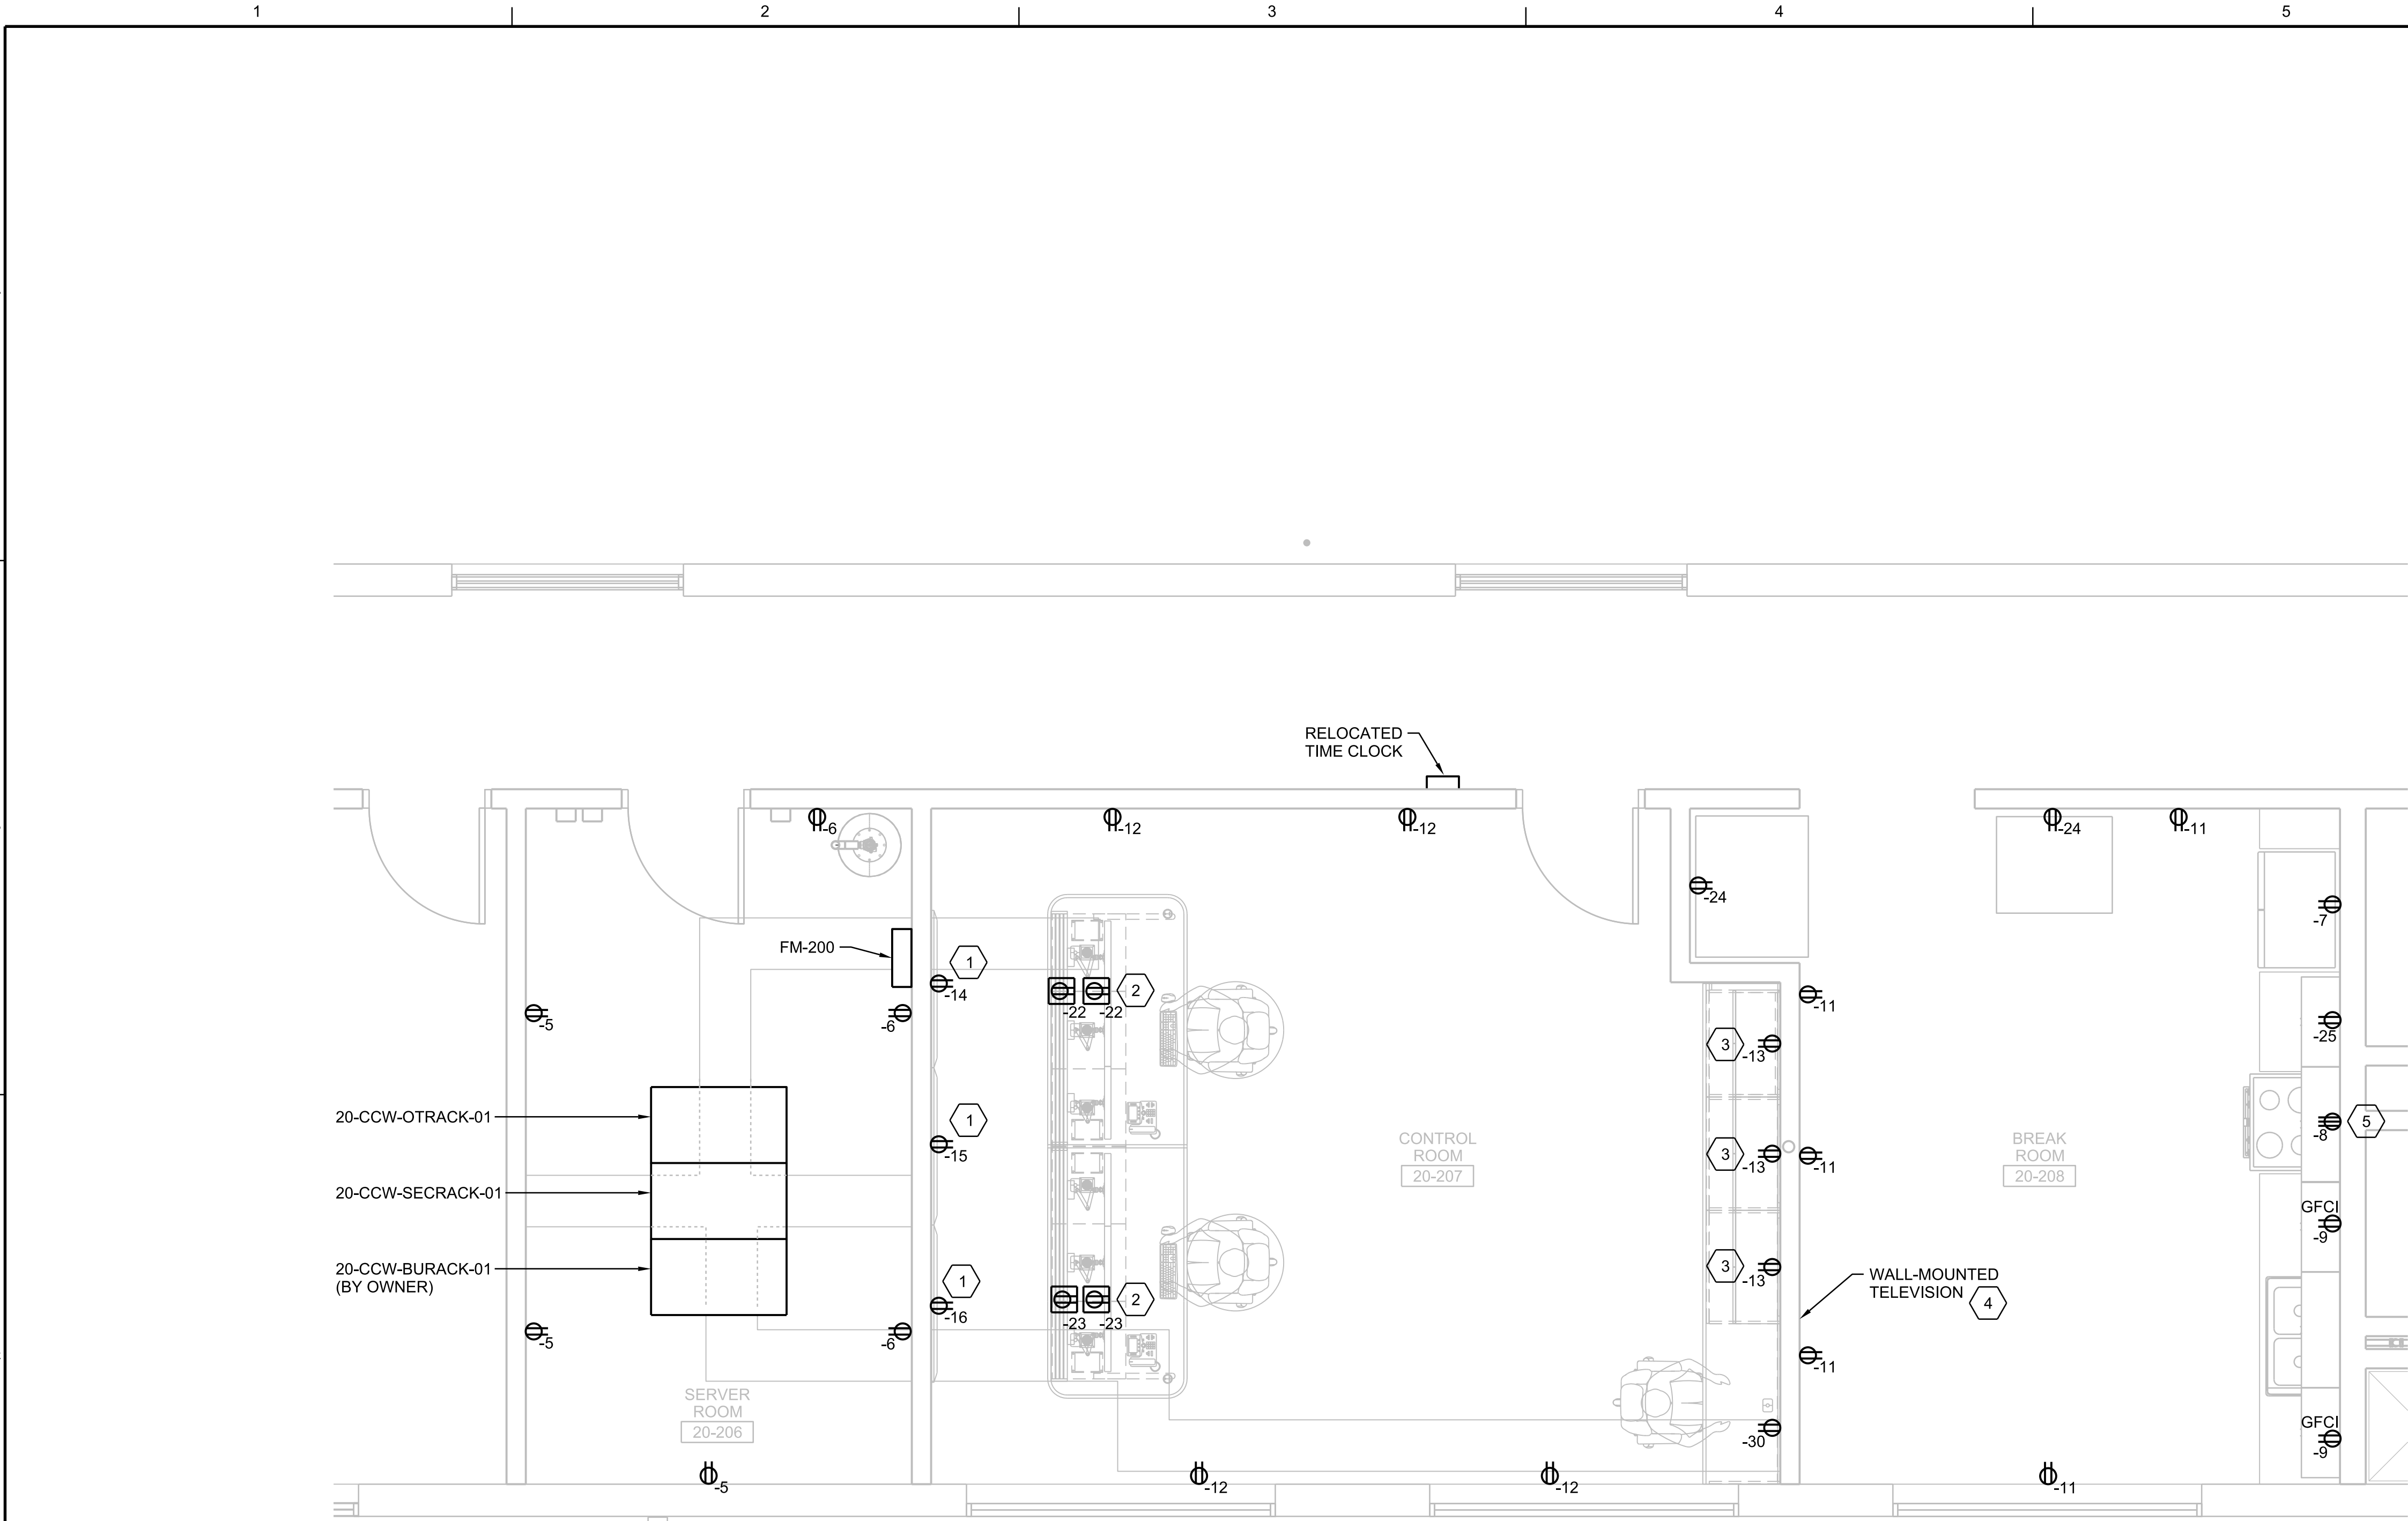 1 2 3 4 5
RELOCATED
TIME CLOCK
-6 -12 -12 -24 -11
-24
-7
FM-200
1
-14
2
-22 -22
-11
-5 -6
3 -13
-25
20-CCW-OTRACK-01
1
-15
5
-8
CONTROL
ROOM
20-207
BREAK
ROOM
20-208
3 -13
-11
20-CCW-SECRACK-01
GFCI
-9
20-CCW-BURACK-01
(BY OWNER)
1
-16
2
-23 -23
3 -13
WALL-MOUNTED
TELEVISION
4
-5 -6
-11
SERVER
ROOM
20-206
GFCI
-9
-30
-5 -12 -12 -11